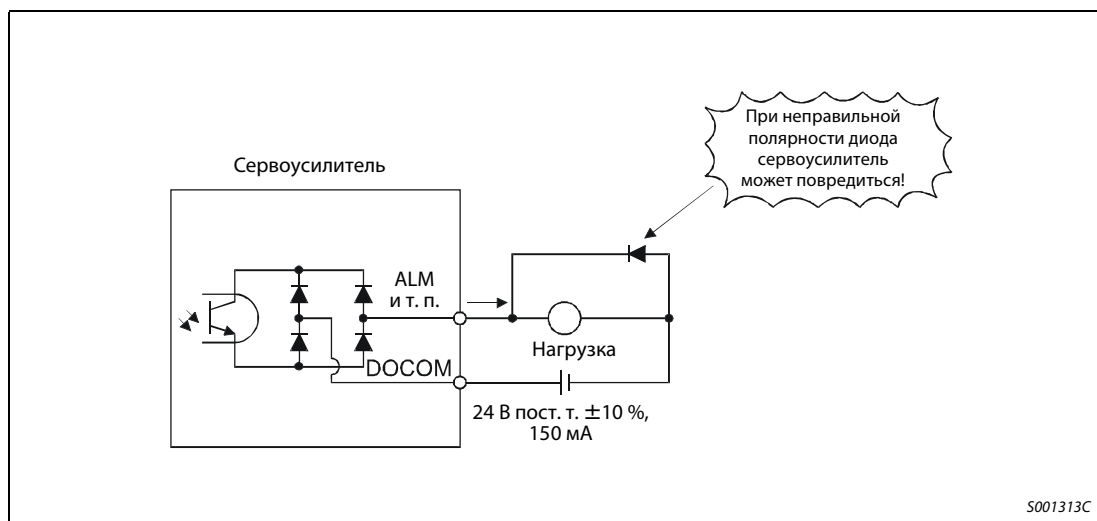 При неправильной
полярности диода
сервоусилитель
может повредиться!
Сервоусилитель
ALM
и т. п.
Нагрузка
DOCOM
24 В пост. т. ±10 %,
150 мА
S001313C